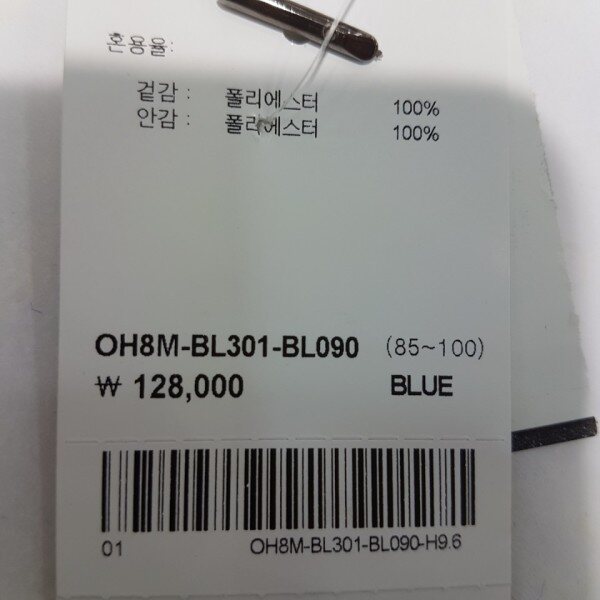 혼용율:
겉감 : 폴리에스터 100%
안감 : 폴리에스터 100%
OH8M-BL301-BL090 (85~100)
₩ 128,000 BLUE
01 OH8M-BL301-BL090-H9.6